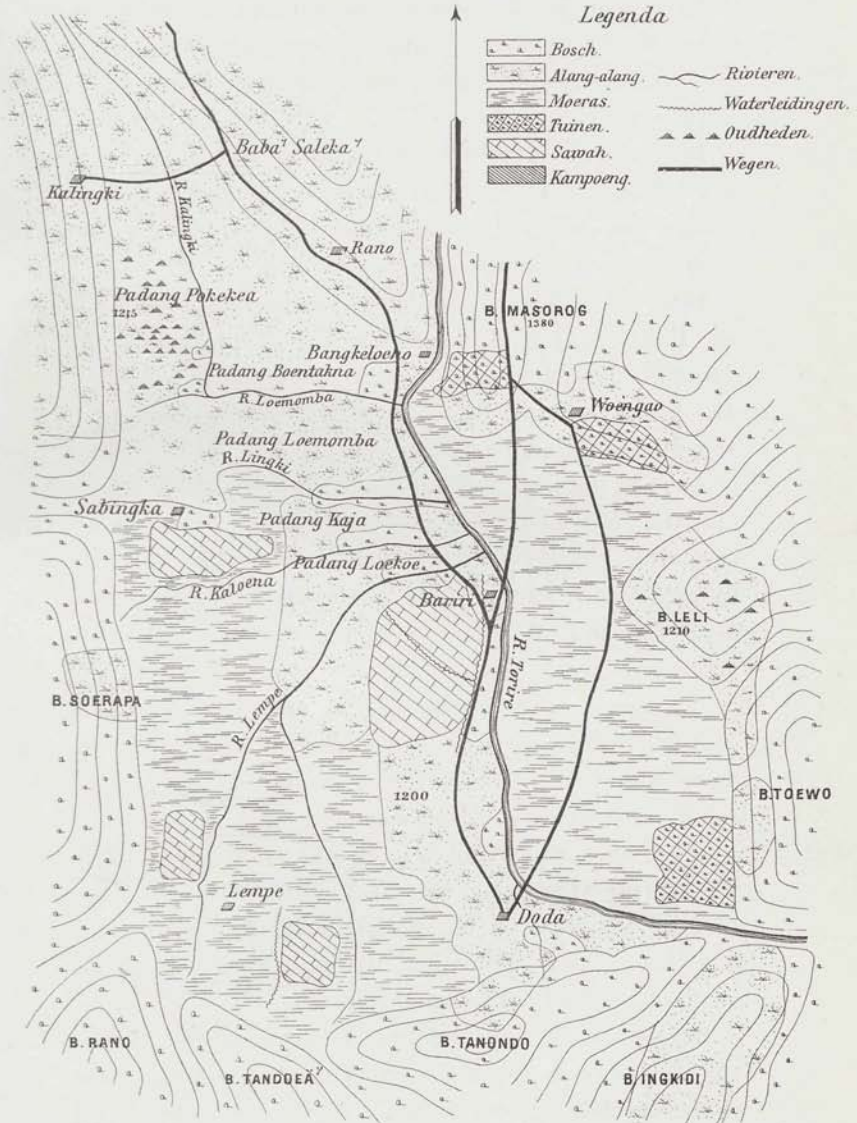 Legenda
Bosch.
Alang-alang.
Moeras.
Tuinen.
Sawah.
Kampoeng.
Rivieren.
Waterleidingen.
Oudheden.
Wegen.
Baba' Saleka
Kalingki
R. Kalingki
Rano
Padang Pokekea
1215
B. MASOROG
1580
Bangkeloeho
Padang Boentakna
R. Loemomba
Woengao
Padang Loemomba
R. Lingki
Sabingka
Padang Kaja
Padang Loekoe
R. Kaloena
Bariri
B. LELI
1210
R. Torire
B. SOERAPA
R. Lempe
1200
B. TOEWO
Lempe
Doda
B. RANO
B. TANDOEÄ
B. TANONDO
B. INGKIDI